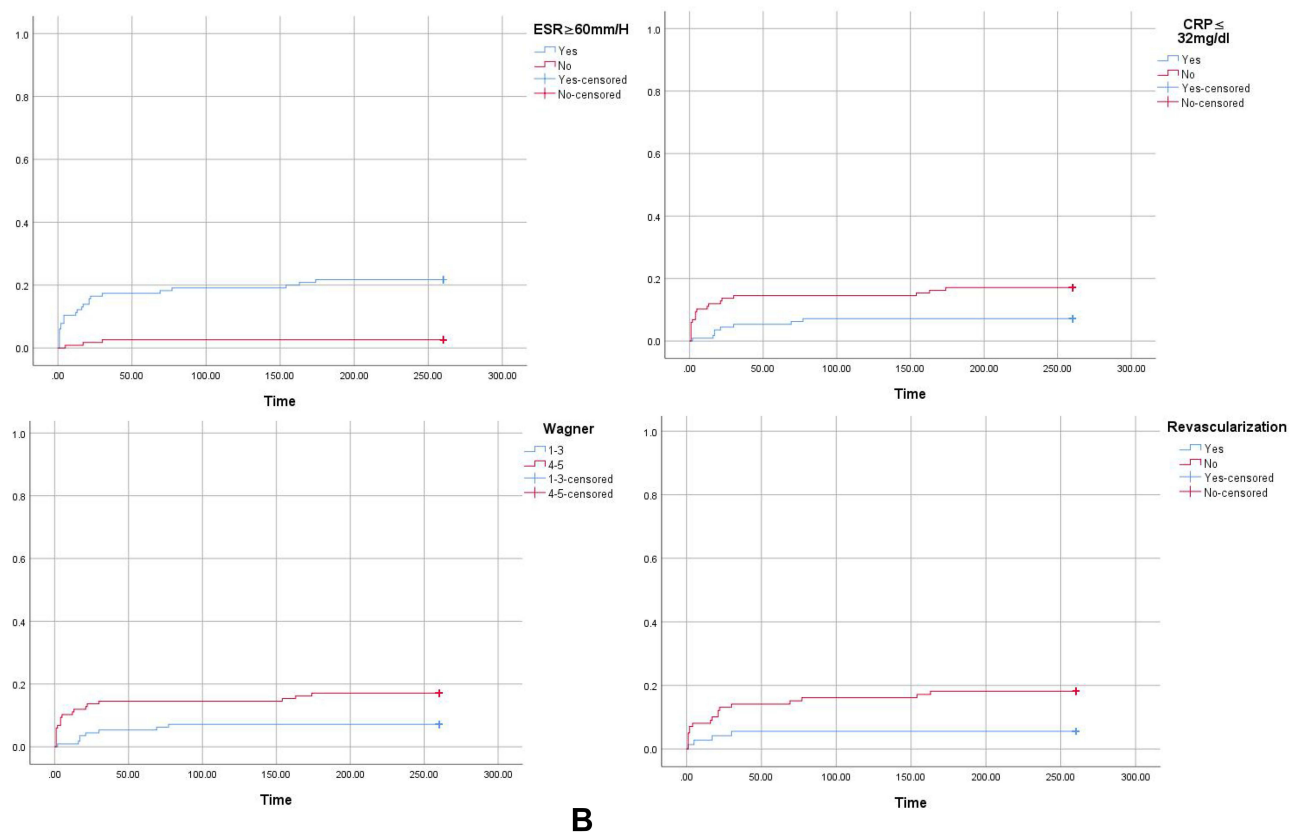 ESR≥60mm/H
Yes
No
Yes-censored
No-censored
1.0
0.8
0.6
0.4
0.2
0.0
.00 50.00 100.00 150.00 200.00 250.00 300.00
Time
CRP≤
32mg/dl
Yes
No
Yes-censored
No-censored
1.0
0.8
0.6
0.4
0.2
0.0
.00 50.00 100.00 150.00 200.00 250.00 300.00
Time
Wagner
1-3
4-5
1-3-censored
4-5-censored
1.0
0.8
0.6
0.4
0.2
0.0
.00 50.00 100.00 150.00 200.00 250.00 300.00
Time
Revascularization
Yes
No
Yes-censored
No-censored
1.0
0.8
0.6
0.4
0.2
0.0
.00 50.00 100.00 150.00 200.00 250.00 300.00
Time
B